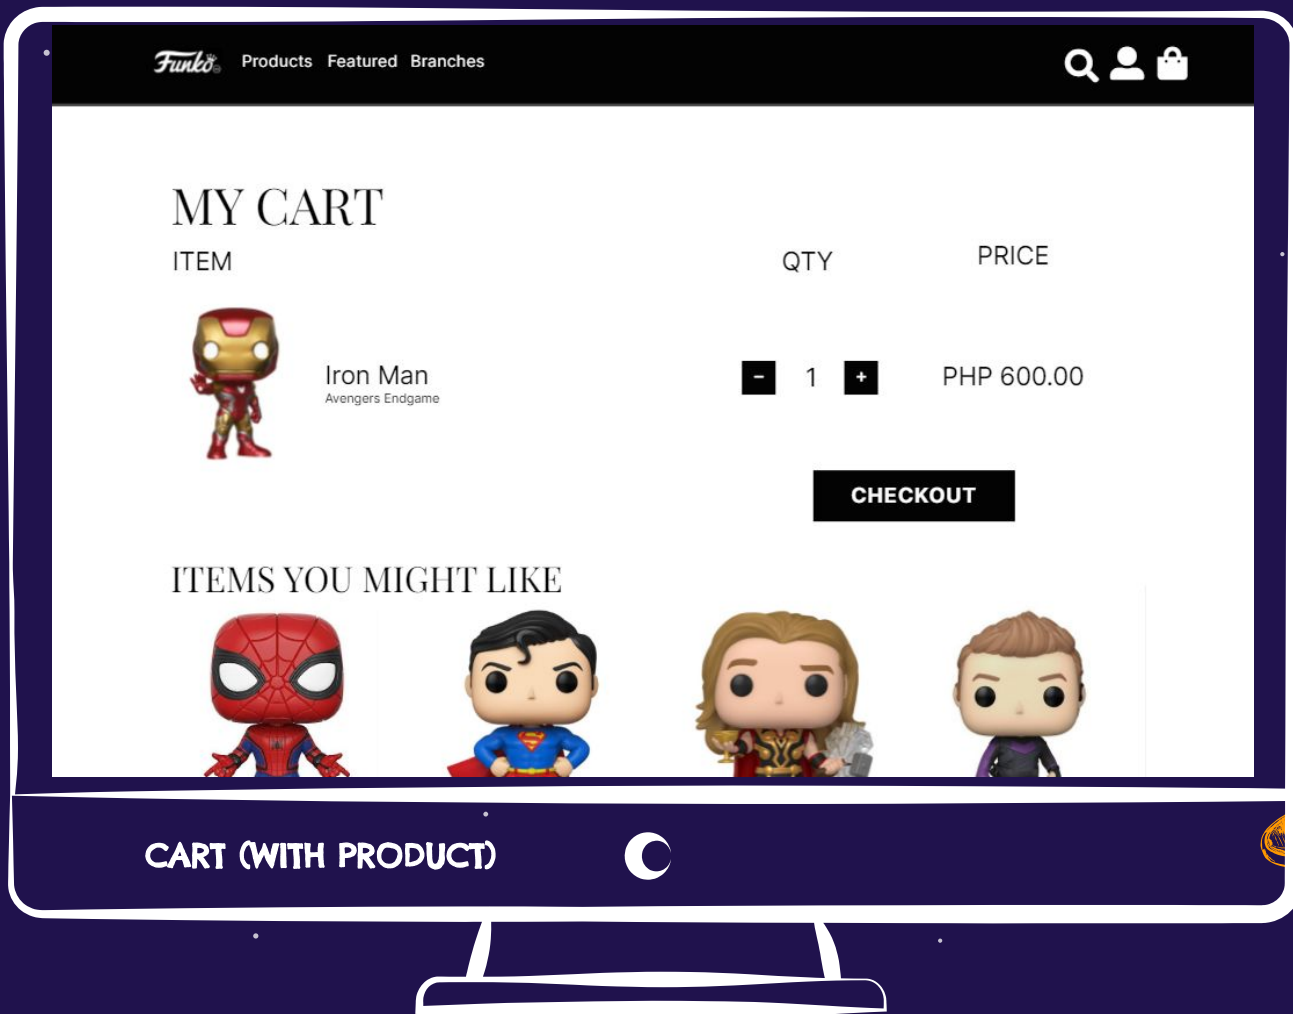 Funko Products Featured Branches
MY CART
ITEM QTY PRICE
Iron Man
Avengers Endgame
- 1 + PHP 600.00
CHECKOUT
ITEMS YOU MIGHT LIKE
CART (WITH PRODUCT)